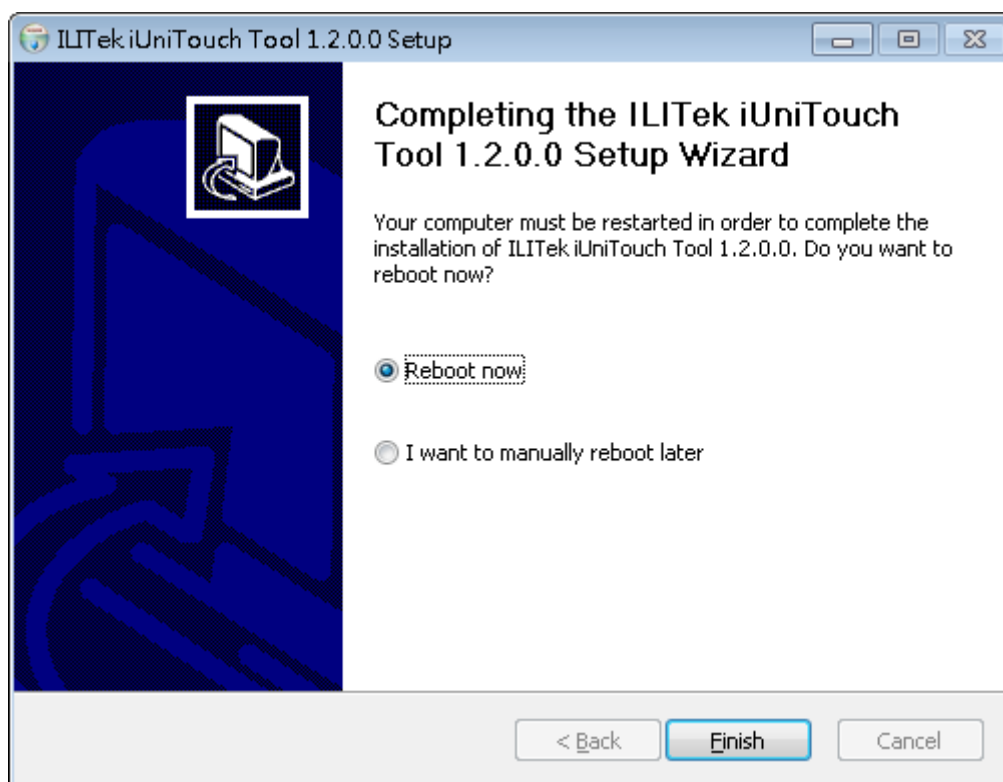 ILITek iUniTouch Tool 1.2.0.0 Setup
Completing the ILITek iUniTouch
Tool 1.2.0.0 Setup Wizard
Your computer must be restarted in order to complete the
installation of ILITek iUniTouch Tool 1.2.0.0. Do you want to
reboot now?
Reboot now
I want to manually reboot later
< Back
Finish
Cancel